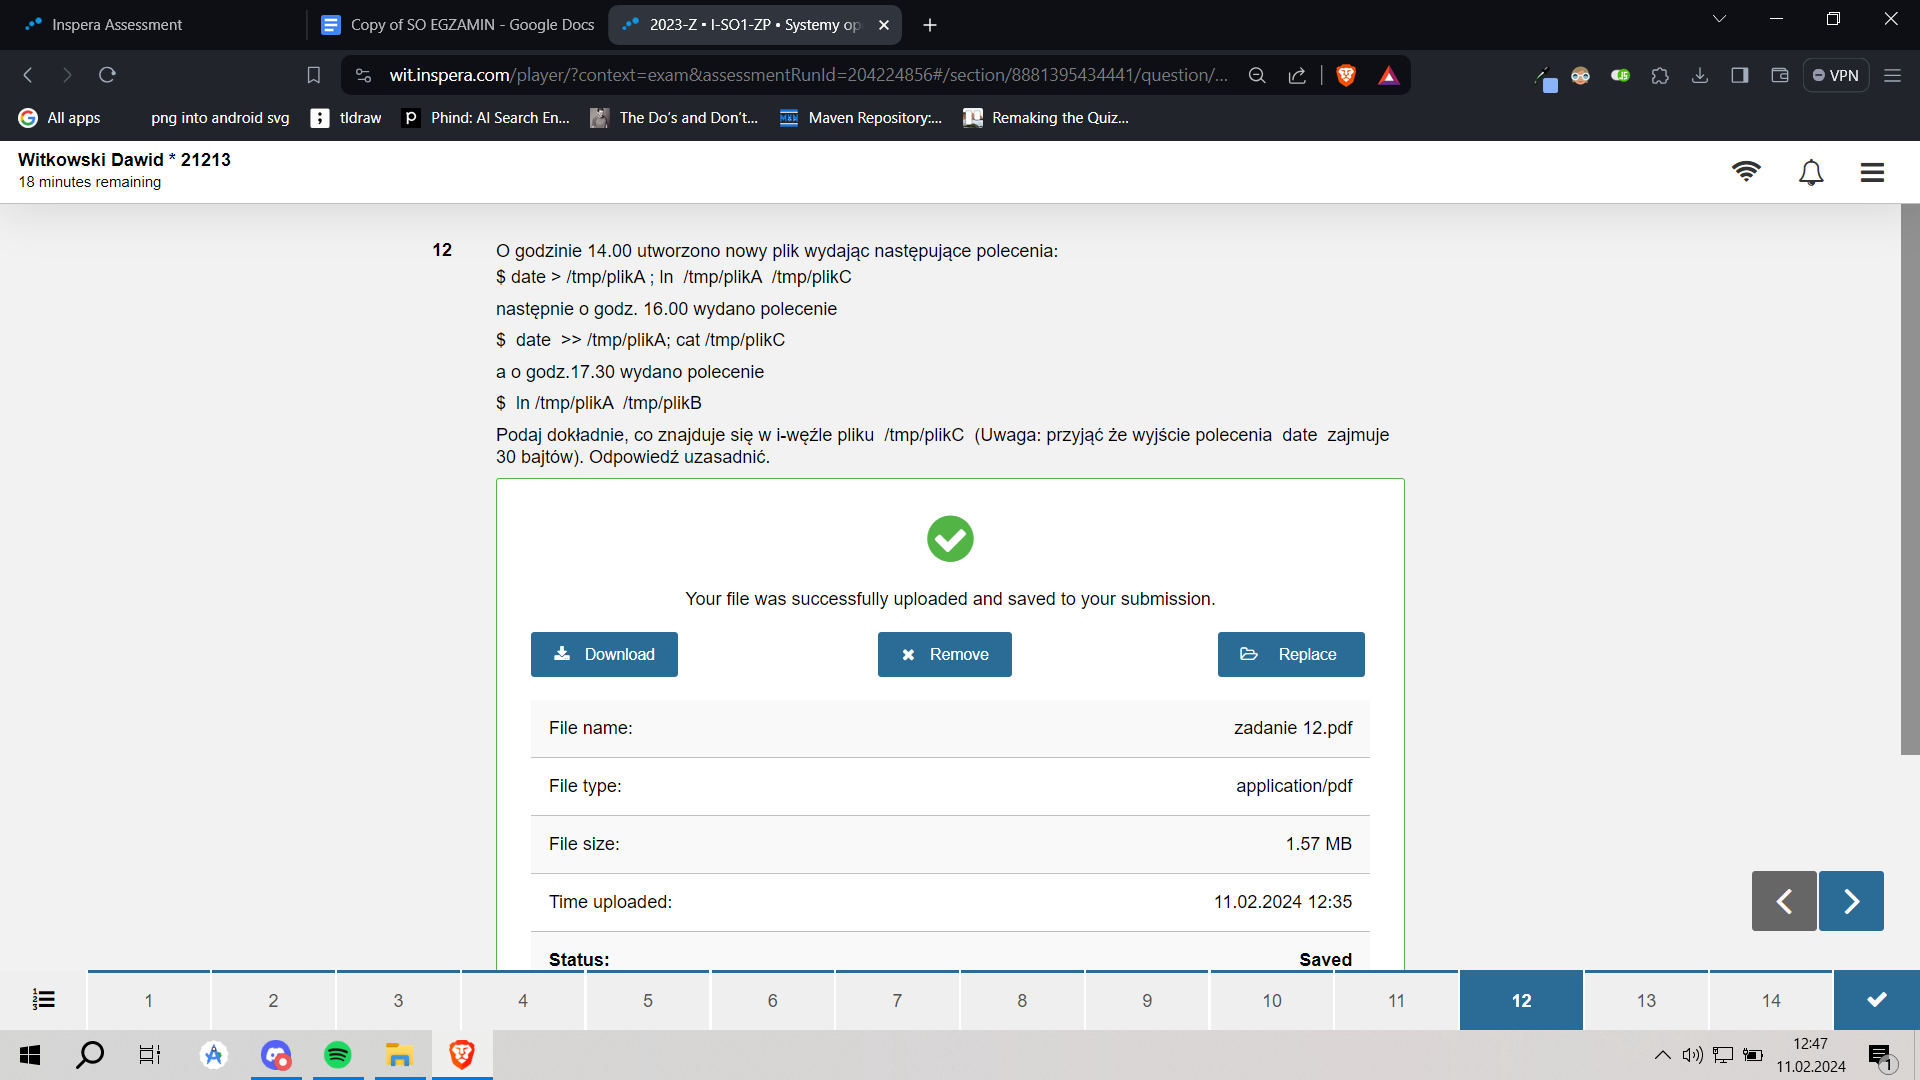 Inspera Assessment
Copy of SO EGZAMIN - Google Docs
2023-Z • I-SO1-ZP • Systemy op
wit.inspera.com/player/?context=exam&assessmentRunId=204224856#/section/8881395434441/question/...
VPN
All apps
png into android svg
tldraw
Phind: AI Search En...
The Do's and Don't...
Maven Repository:...
Remaking the Quiz...
Witkowski Dawid * 21213
18 minutes remaining
12
O godzinie 14.00 utworzono nowy plik wydając następujące polecenia:
$ date > /tmp/plikA ; ln /tmp/plikA /tmp/plikC
następnie o godz. 16.00 wydano polecenie
$ date >> /tmp/plikA; cat /tmp/plikC
a o godz.17.30 wydano polecenie
$ ln /tmp/plikA /tmp/plikB
Podaj dokładnie, co znajduje się w i-węźle pliku /tmp/plikC (Uwaga: przyjąć że wyjście polecenia date zajmuje
30 bajtów). Odpowiedź uzasadnić.
Your file was successfully uploaded and saved to your submission.
Download
Remove
Replace
File name: zadanie 12.pdf
File type: application/pdf
File size: 1.57 MB
Time uploaded: 11.02.2024 12:35
Status: Saved
1 2 3 4 5 6 7 8 9 10 11 12 13 14
12:47
11.02.2024
1